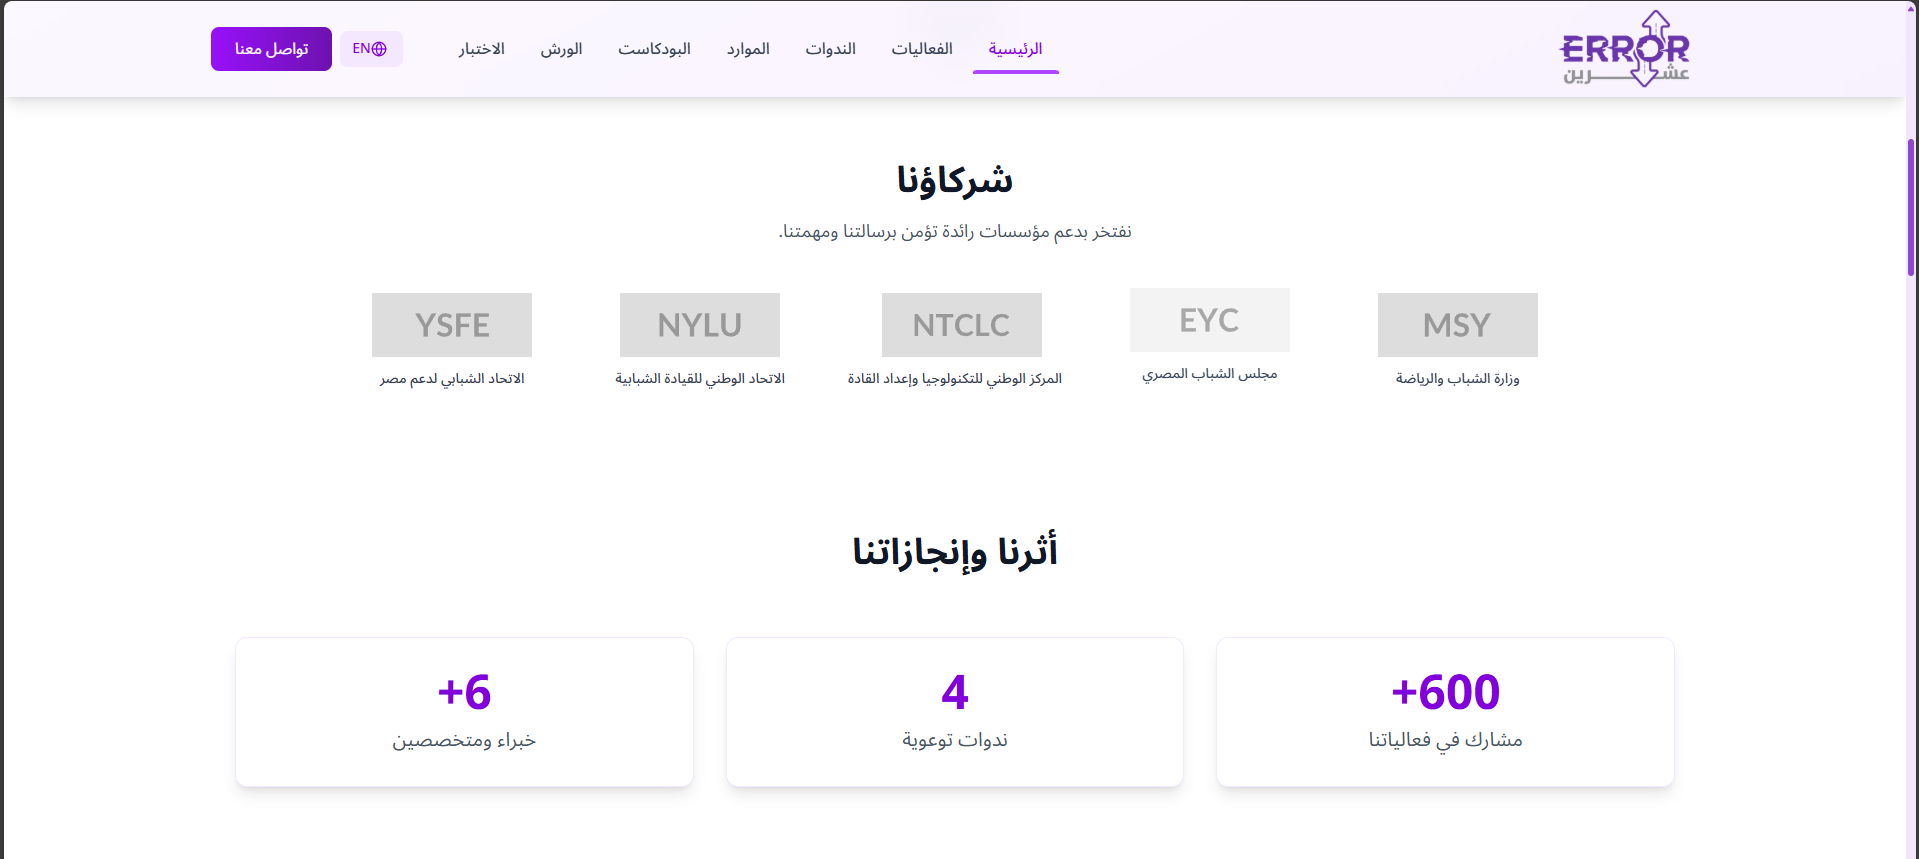 ERROR
عشرين
الرئيسية
الفعاليات
الندوات
الموارد
البودكاست
الورش
الاختبار
EN
تواصل معنا
شركاؤنا
نفتخر بدعم مؤسسات رائدة تؤمن برسالتنا ومهمتنا.
MSY
وزارة الشباب والرياضة
EYC
مجلس الشباب المصري
NTCLC
المركز الوطني للتكنولوجيا وإعداد القادة
NYLU
الاتحاد الوطني للقيادة الشبابية
YSFE
الاتحاد الشبابي لدعم مصر
أثرنا وإنجازاتنا
+600
مشارك في فعالياتنا
4
ندوات توعوية
+6
خبراء ومتخصصين